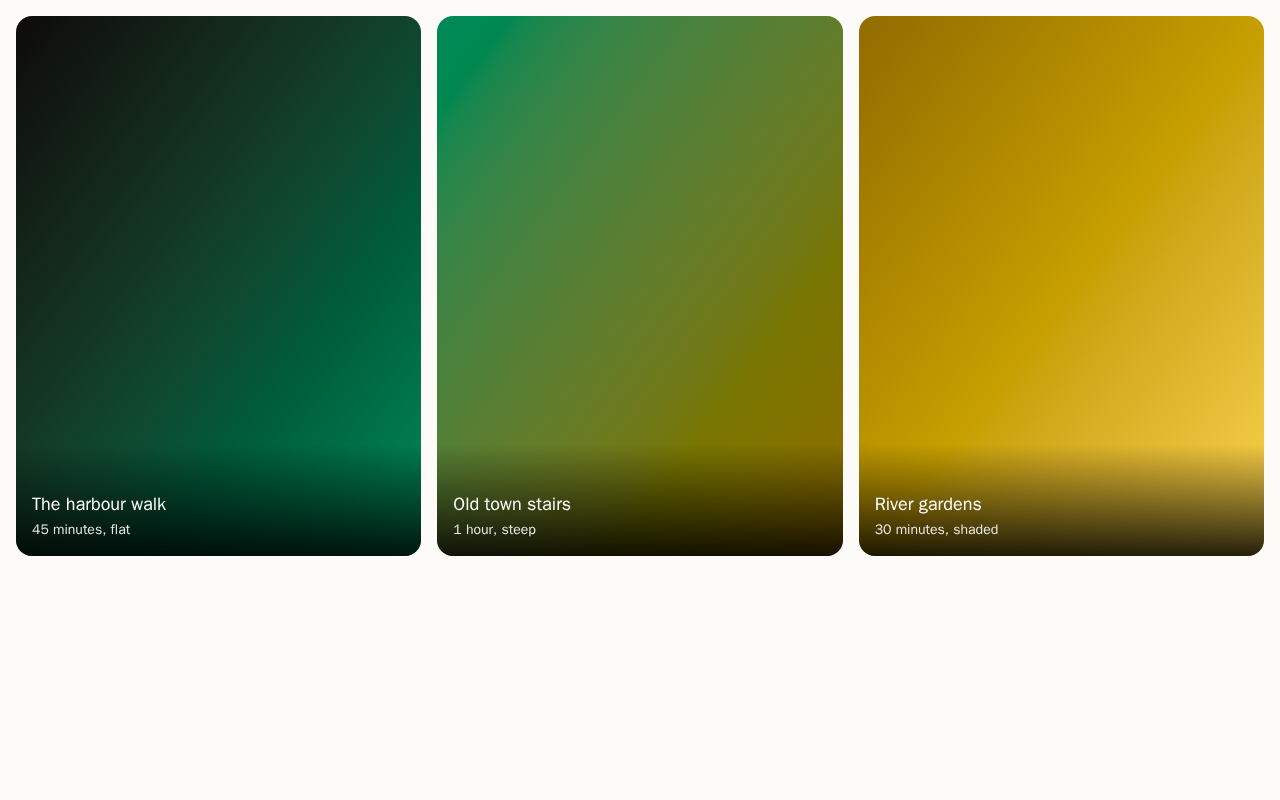 The harbour walk
45 minutes, flat
Old town stairs
1 hour, steep
River gardens
30 minutes, shaded